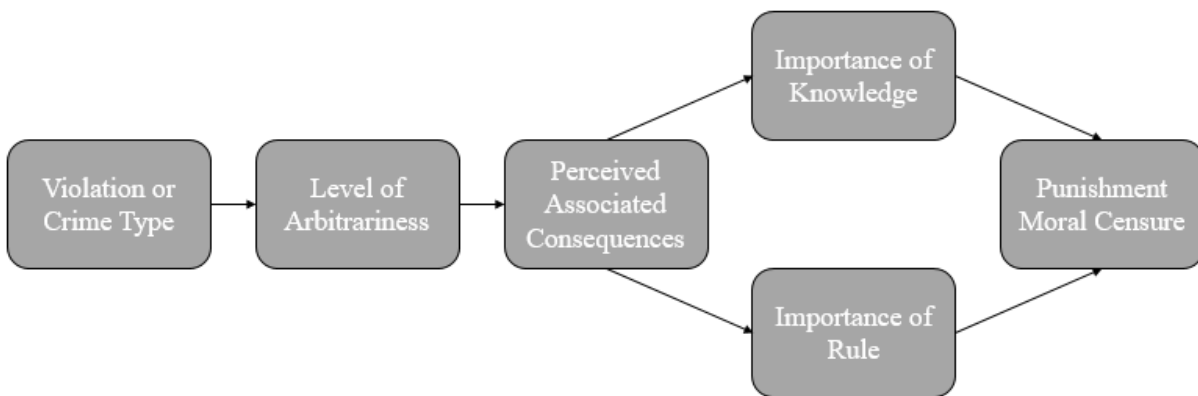 Violation or
Crime Type
Level of
Arbitrariness
Perceived
Associated
Consequences
Importance of
Knowledge
Importance of
Rule
Punishment
Moral Censure